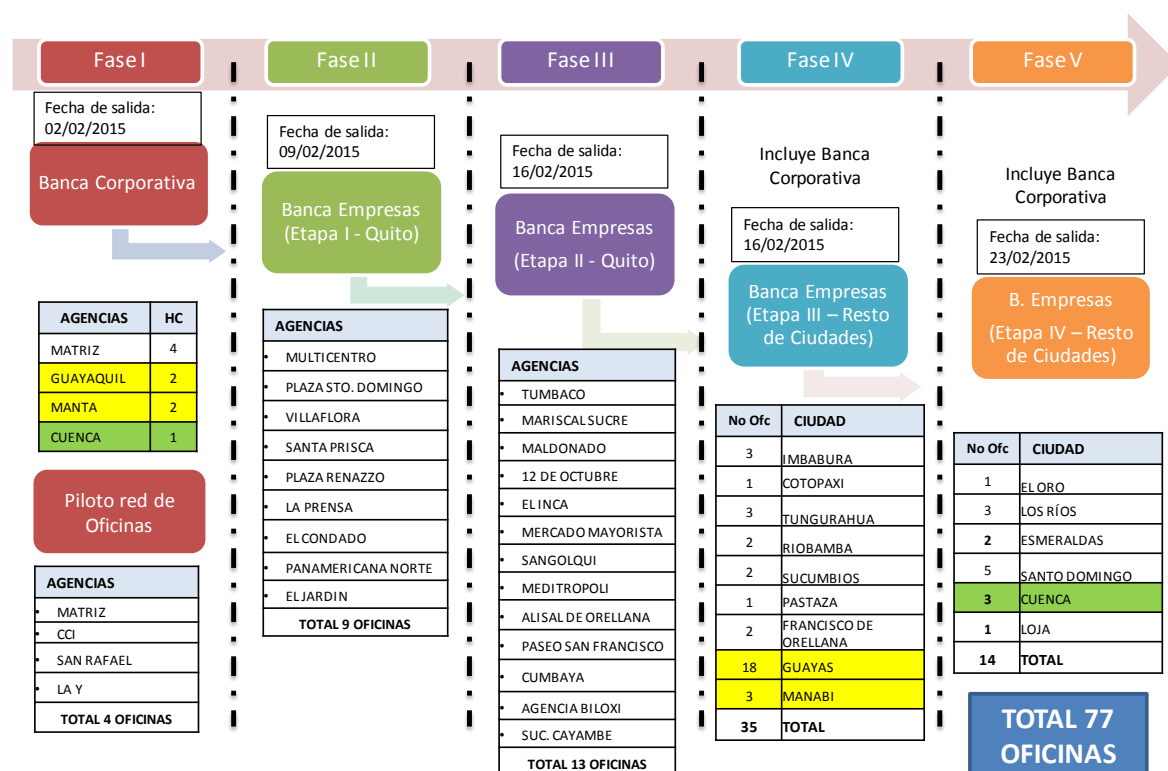 Fase I
Fase II
Fase III
Fase IV
Fase V
Fecha de salida:
02/02/2015
Banca Corporativa
AGENCIAS HC
MATRIZ 4
GUAYAQUIL 2
MANTA 2
CUENCA 1
Piloto red de
Oficinas
AGENCIAS
• MATRIZ
• CCI
• SAN RAFAEL
• LA Y
TOTAL 4 OFICINAS
Fecha de salida:
09/02/2015
Banca Empresas
(Etapa I - Quito)
AGENCIAS
• MULTICENTRO
• PLAZA STO. DOMINGO
• VILLAFLORA
• SANTA PRISCA
• PLAZA RENAZZO
• LA PRENSA
• EL CONDADO
• PANAMERICANA NORTE
• EL JARDIN
TOTAL 9 OFICINAS
Fecha de salida:
16/02/2015
Banca Empresas
(Etapa II - Quito)
AGENCIAS
• TUMBACO
• MARISCAL SUCRE
• MALDONADO
• 12 DE OCTUBRE
• EL INCA
• MERCADO MAYORISTA
• SANGOLQUI
• MEDITROPOLI
• ALISAL DE ORELLANA
• PASEO SAN FRANCISCO
• CUMBAYA
• AGENCIA BILOXI
• SUC. CAYAMBE
TOTAL 13 OFICINAS
Incluye Banca
Corporativa
Fecha de salida:
16/02/2015
Banca Empresas
(Etapa III – Resto
de Ciudades)
No Ofc CIUDAD
3 IMBABURA
1 COTOPAXI
3 TUNGURAHUA
2 RIOBAMBA
2 SUCUMBIOS
1 PASTAZA
2 FRANCISCO DE
ORELLANA
18 GUAYAS
3 MANABI
35 TOTAL
Incluye Banca
Corporativa
Fecha de salida:
23/02/2015
B. Empresas
(Etapa IV – Resto
de Ciudades)
No Ofc CIUDAD
1 EL ORO
3 LOS RÍOS
2 ESMERALDAS
5 SANTO DOMINGO
3 CUENCA
1 LOJA
14 TOTAL
TOTAL 77
OFICINAS